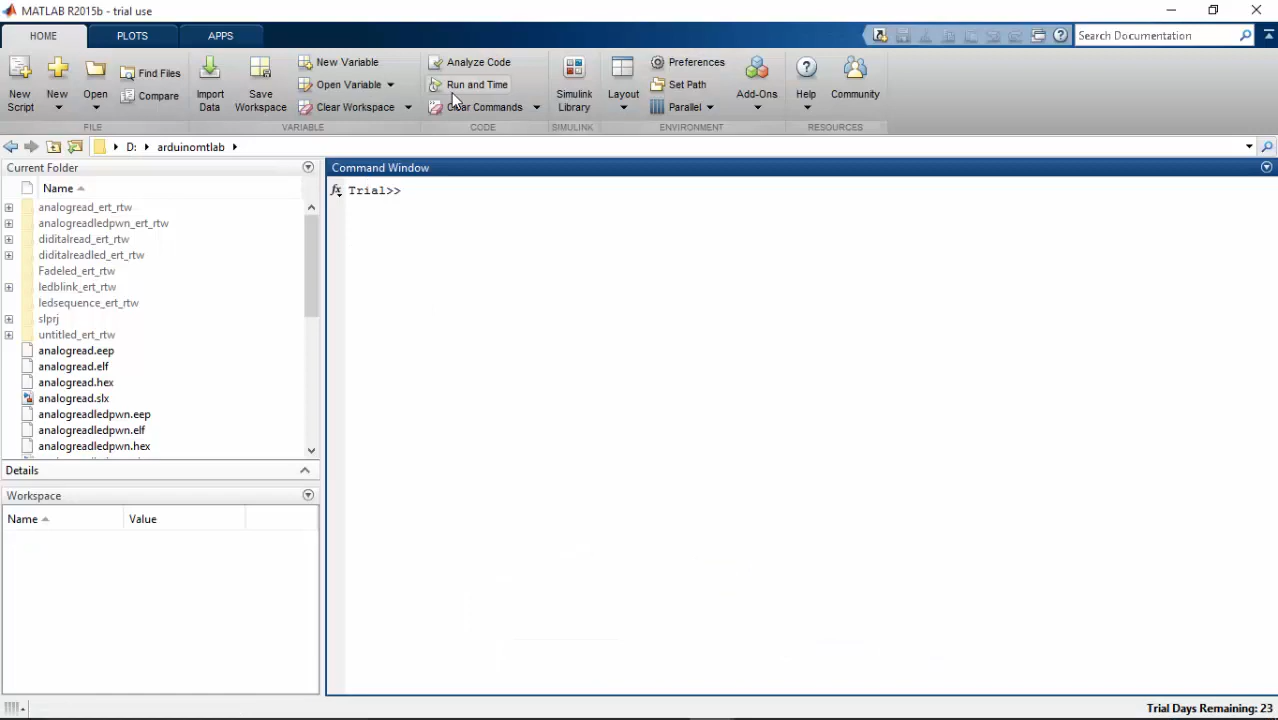 MATLAB R2015b - trial use
HOME PLOTS APPS
Search Documentation
New Script
New
Open
Find Files
Compare
FILE
Import Data
Save Workspace
New Variable
Open Variable
Clear Workspace
VARIABLE
Analyze Code
Run and Time
Clear Commands
CODE
Simulink Library
SIMULINK
Layout
Preferences
Set Path
Parallel
ENVIRONMENT
Add-Ons
Help
Community
RESOURCES
D: arduinomtlab
Current Folder
Name
analogread_ert_rtw
analogreadledpwn_ert_rtw
diditalread_ert_rtw
diditalreadled_ert_rtw
Fadeled_ert_rtw
ledblink_ert_rtw
ledsequence_ert_rtw
slprj
untitled_ert_rtw
analogread.eep
analogread.elf
analogread.hex
analogread.slx
analogreadledpwn.eep
analogreadledpwn.elf
analogreadledpwn.hex
Details
Workspace
Name Value
Command Window
fx Trial>>
Trial Days Remaining: 23